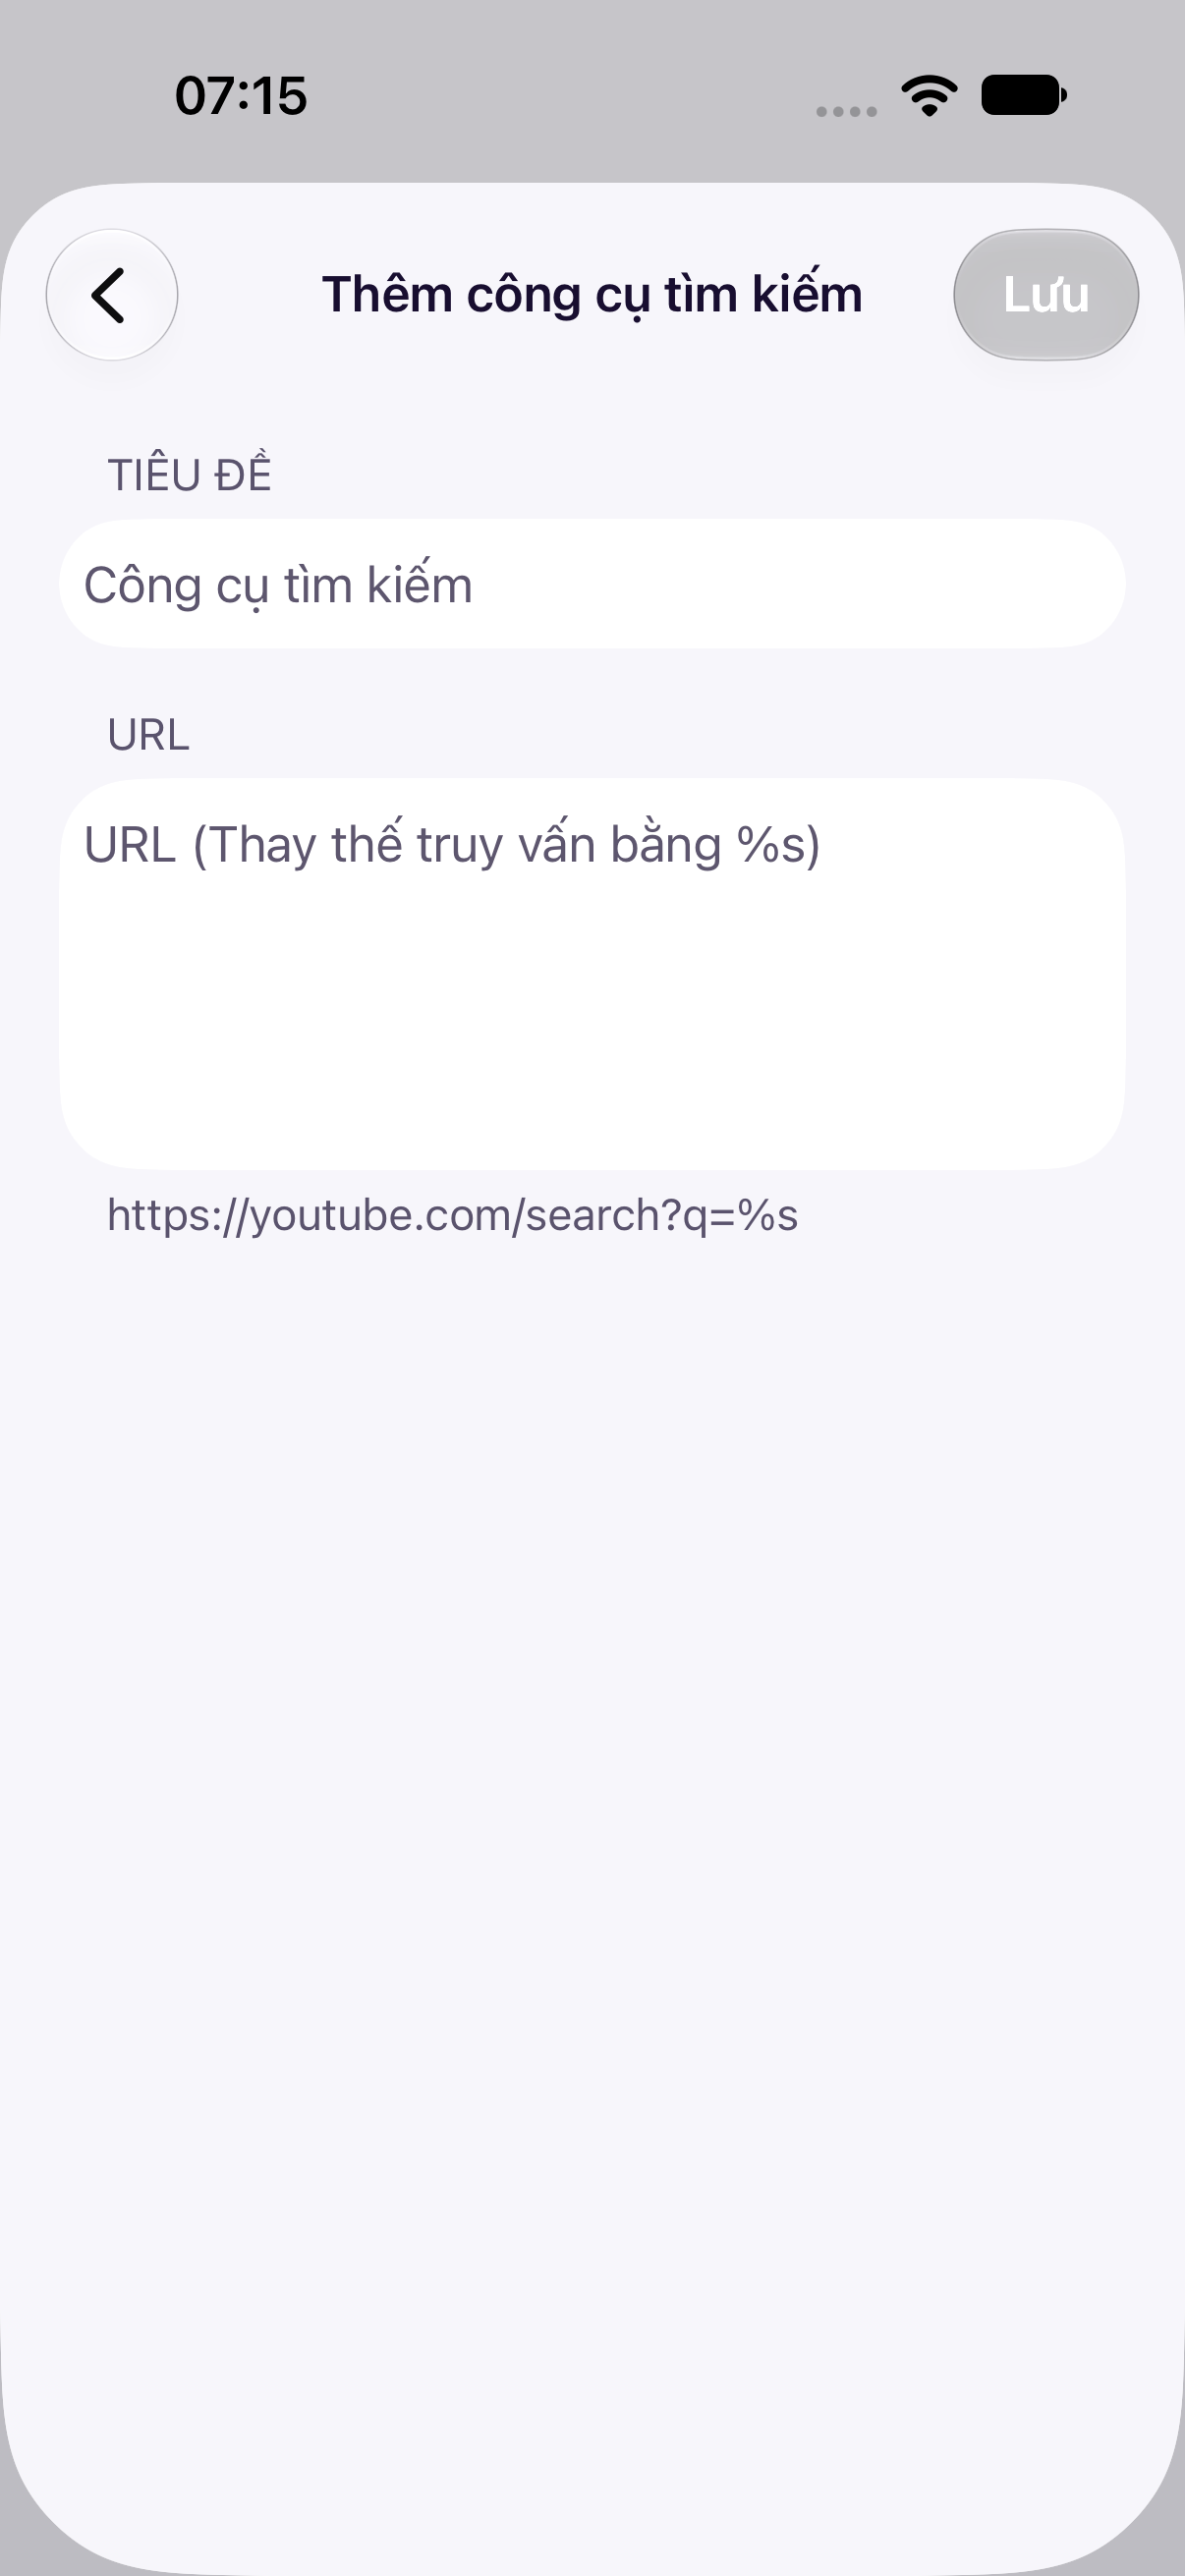 07:15
Thêm công cụ tìm kiếm
Lưu
TIÊU ĐỀ
Công cụ tìm kiếm
URL
URL (Thay thế truy vấn bằng %s)
https://youtube.com/search?q=%s